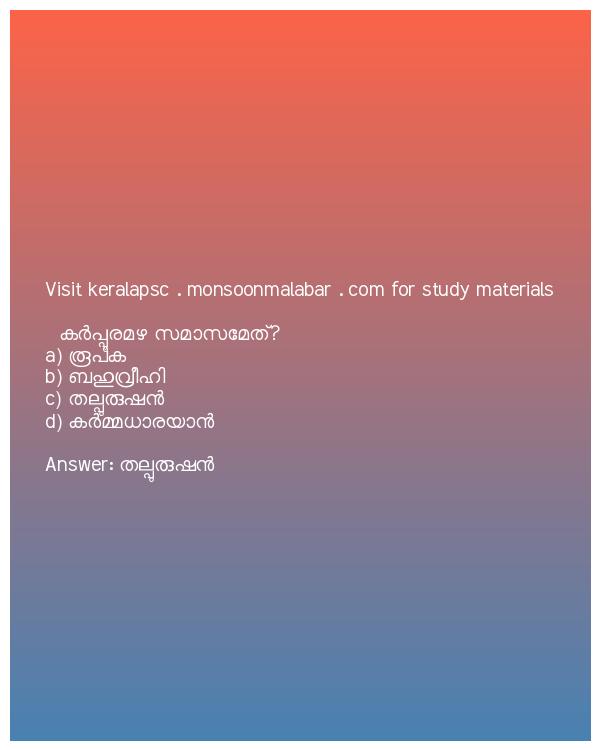 Visit keralapsc . monsoonmalabar . com for study materials
കർപ്പൂരമഴ സമാസമേത്?
a) രൂപക
b) ബഹുവ്രീഹി
c) തല്പുരുഷൻ
d) കർമ്മധാരയാൻ
Answer: തല്പുരുഷൻ